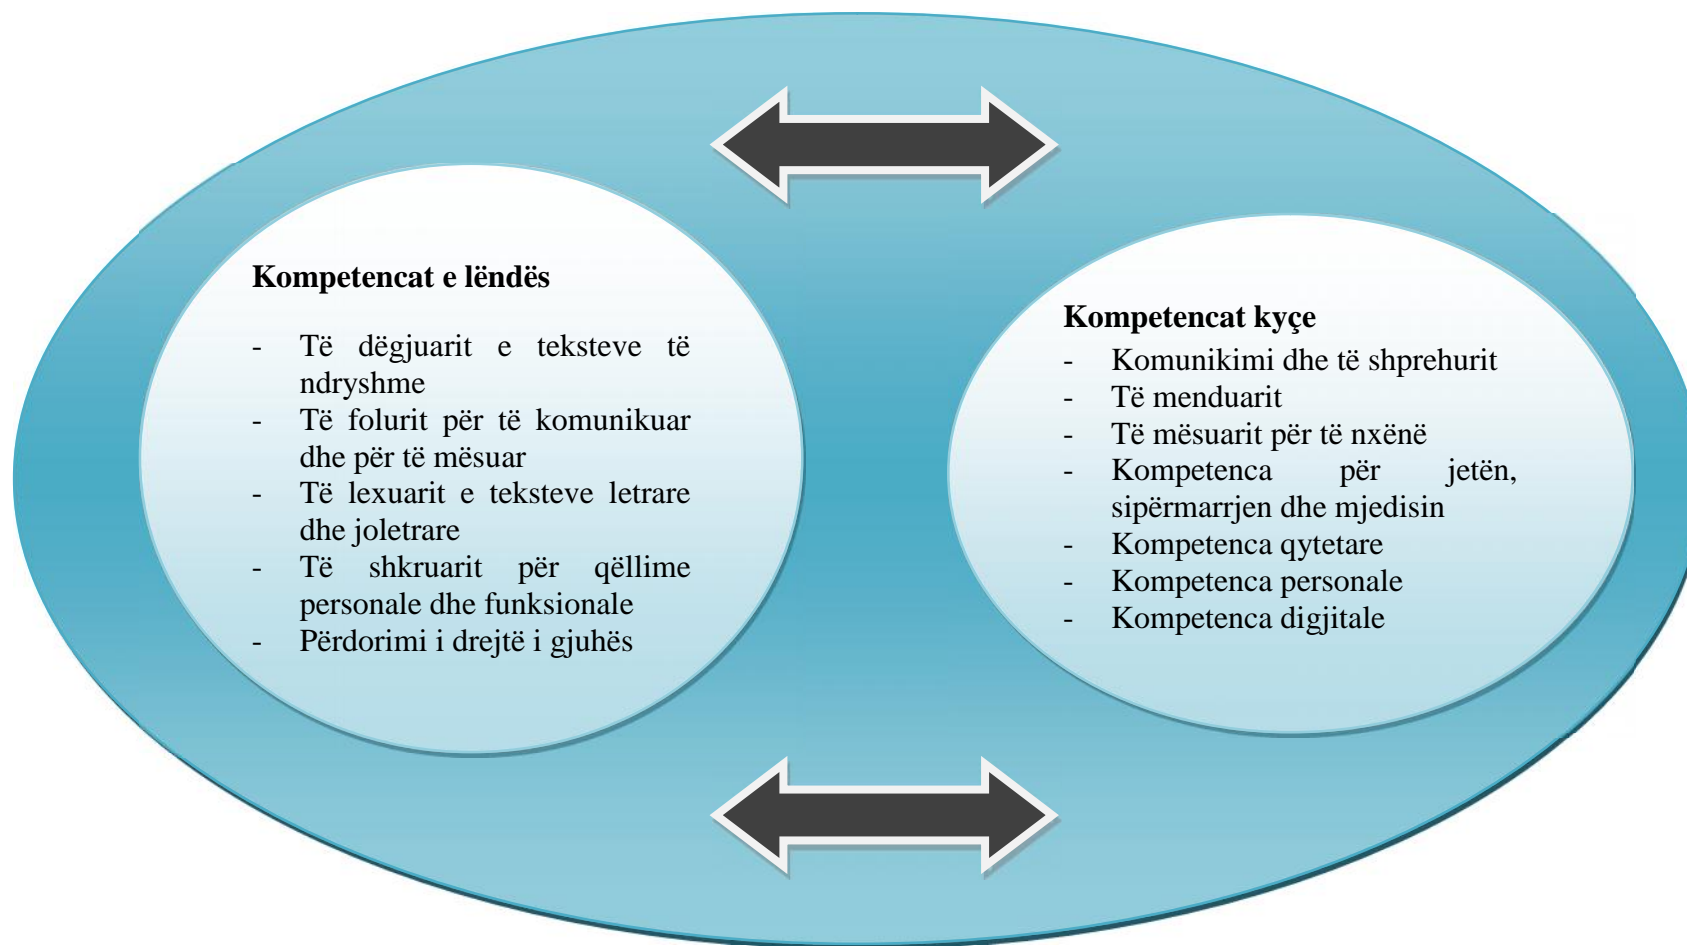 Kompetencat e lëndës
- Të dëgjuarit e teksteve të
ndryshme
- Të folurit për të komunikuar
dhe për të mësuar
- Të lexuarit e teksteve letrare
dhe joletrare
- Të shkruarit për qëllime
personale dhe funksionale
- Përdorimi i drejtë i gjuhës
Kompetencat kyçe
- Komunikimi dhe të shprehurit
- Të menduarit
- Të mësuarit për të nxënë
- Kompetenca për jetën,
sipërmarrjen dhe mjedisin
- Kompetenca qytetare
- Kompetenca personale
- Kompetenca digjitale